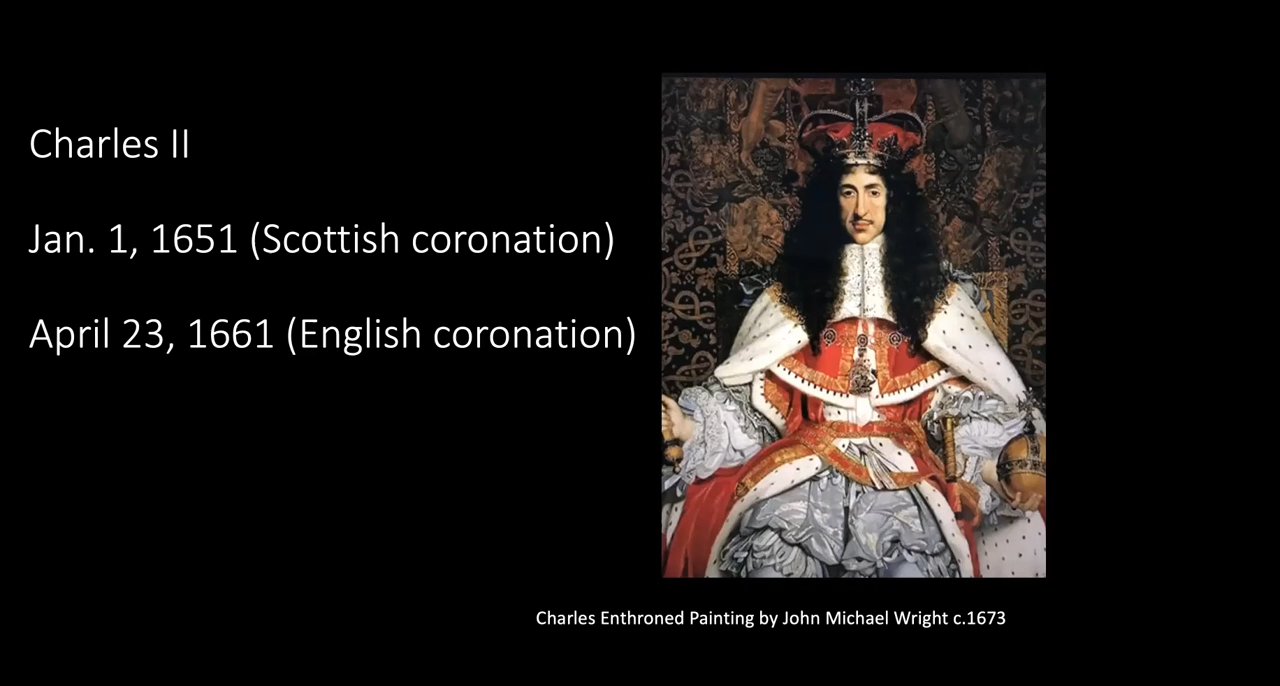 Charles II
Jan. 1, 1651 (Scottish coronation)
April 23, 1661 (English coronation)
Charles Enthroned Painting by John Michael Wright c.1673